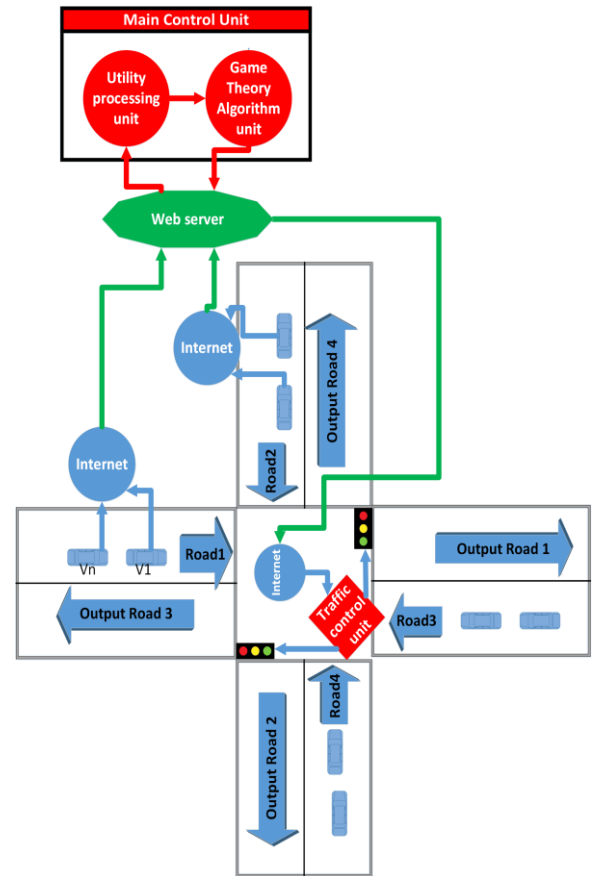 Main Control Unit
Utility
processing
unit
Game
Theory
Algorithm
unit
Web server
Internet
Output Road 4
Road2
Internet
Vn
V1
Road1
Output Road 3
Internet
Traffic
control
unit
Output Road 1
Road3
Output Road 2
Road4